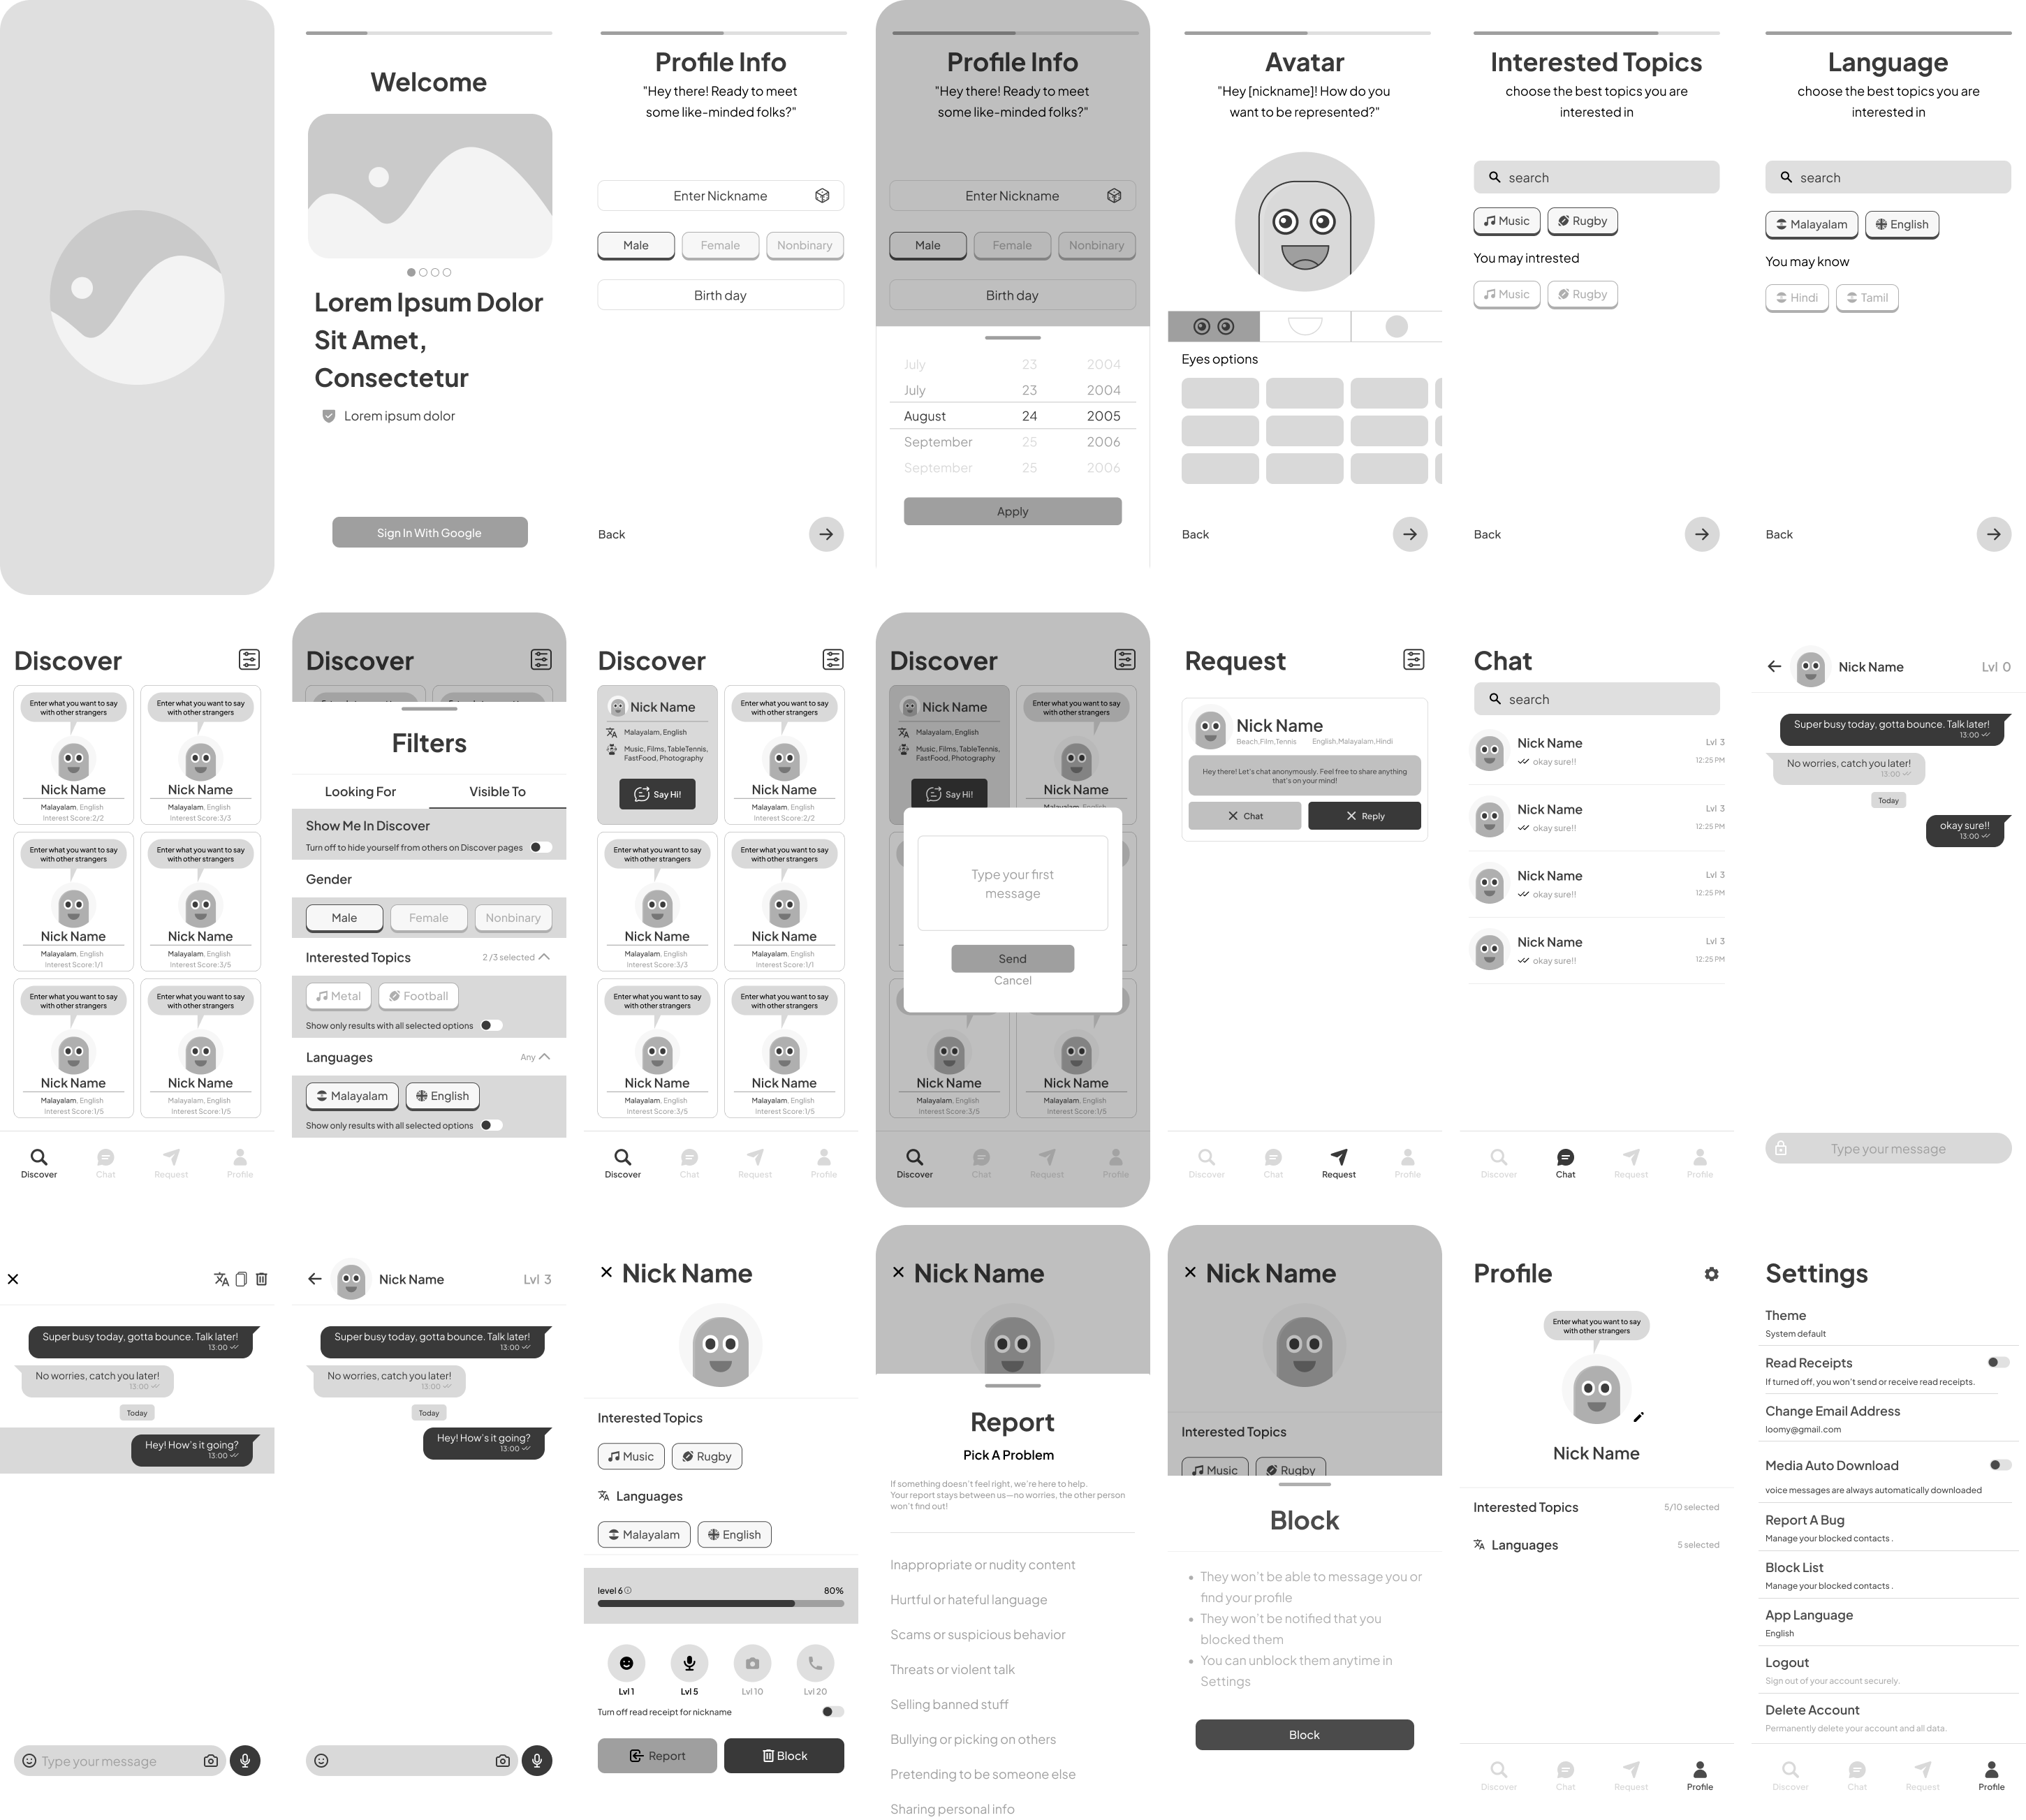 Welcome
Lorem Ipsum Dolor
Sit Amet,
Consectetur
Lorem ipsum dolor
Sign In With Google
Profile Info
"Hey there! Ready to meet
some like-minded folks?"
Enter Nickname
Male Female Nonbinary
Birth day
Back
Profile Info
"Hey there! Ready to meet
some like-minded folks?"
Enter Nickname
Male Female Nonbinary
Birth day
July 23 2004
July 23 2004
August 24 2005
September 25 2006
September 25 2006
Apply
Avatar
"Hey [nickname]! How do you
want to be represented?"
Eyes options
Back
Interested Topics
choose the best topics you are
interested in
search
Music Rugby
You may intrested
Music Rugby
Back
Language
choose the best topics you are
interested in
search
Malayalam English
You may know
Hindi Tamil
Back
Discover
Enter what you want to say
with other strangers
Nick Name
Malayalam, English
Interest Score:2/2
Enter what you want to say
with other strangers
Nick Name
Malayalam, English
Interest Score:3/3
Enter what you want to say
with other strangers
Nick Name
Malayalam, English
Interest Score:1/1
Enter what you want to say
with other strangers
Nick Name
Malayalam, English
Interest Score:3/5
Enter what you want to say
with other strangers
Nick Name
Malayalam, English
Interest Score:1/5
Enter what you want to say
with other strangers
Nick Name
Malayalam, English
Interest Score:1/5
Discover Chat Request Profile
Discover
Filters
Looking For Visible To
Show Me In Discover
Turn off to hide yourself from others on Discover pages
Gender
Male Female Nonbinary
Interested Topics 2 /3 selected
Metal Football
Show only results with all selected options
Languages Any
Malayalam English
Show only results with all selected options
Discover
Nick Name
Malayalam, English
Music, Films, TableTennis,
FastFood, Photography
Say Hi!
Enter what you want to say
with other strangers
Nick Name
Malayalam, English
Interest Score:2/2
Enter what you want to say
with other strangers
Nick Name
Malayalam, English
Interest Score:3/3
Enter what you want to say
with other strangers
Nick Name
Malayalam, English
Interest Score:1/1
Enter what you want to say
with other strangers
Nick Name
Malayalam, English
Interest Score:3/5
Enter what you want to say
with other strangers
Nick Name
Malayalam, English
Interest Score:1/5
Discover Chat Request Profile
Discover
Nick Name
Malayalam, English
Music, Films, TableTennis,
FastFood, Photography
Say Hi!
Enter what you want to say
with other strangers
Nick Name
Malayalam, English
Type your first
message
Send
Cancel
Nick Name
Malayalam, English
Interest Score:3/5
Nick Name
Malayalam, English
Interest Score:1/5
Discover Chat Request Profile
Request
Nick Name
Beach,Film,Tennis English,Malayalam,Hindi
Hey there! Let's chat anonymously. Feel free to share anything
that's on your mind!
Chat Reply
Discover Chat Request Profile
Chat
search
Nick Name Lvl 3
okay sure!! 12:25 PM
Nick Name Lvl 3
okay sure!! 12:25 PM
Nick Name Lvl 3
okay sure!! 12:25 PM
Nick Name Lvl 3
okay sure!! 12:25 PM
Discover Chat Request Profile
Nick Name Lvl 0
Super busy today, gotta bounce. Talk later!
13:00
No worries, catch you later!
13:00
Today
okay sure!!
13:00
Type your message
Super busy today, gotta bounce. Talk later!
13:00
No worries, catch you later!
13:00
Today
Hey! How's it going?
13:00
Type your message
Nick Name Lvl 3
Super busy today, gotta bounce. Talk later!
13:00
No worries, catch you later!
13:00
Today
Hey! How's it going?
13:00
Nick Name
Interested Topics
Music Rugby
Languages
Malayalam English
level 6 80%
Lvl 1 Lvl 5 Lvl 10 Lvl 20
Turn off read receipt for nickname
Report Block
Nick Name
Report
Pick A Problem
If something doesn't feel right, we're here to help.
Your report stays between us—no worries, the other person
won't find out!
Inappropriate or nudity content
Hurtful or hateful language
Scams or suspicious behavior
Threats or violent talk
Selling banned stuff
Bullying or picking on others
Pretending to be someone else
Sharing personal info
Nick Name
Interested Topics
Music Rugby
Block
They won't be able to message you or
find your profile
They won't be notified that you
blocked them
You can unblock them anytime in
Settings
Block
Profile
Enter what you want to say
with other strangers
Nick Name
Interested Topics 5/10 selected
Languages 5 selected
Discover Chat Request Profile
Settings
Theme
System default
Read Receipts
If turned off, you won't send or receive read receipts.
Change Email Address
loomy@gmail.com
Media Auto Download
voice messages are always automatically downloaded
Report A Bug
Manage your blocked contacts .
Block List
Manage your blocked contacts .
App Language
English
Logout
Sign out of your account securely.
Delete Account
Permanently delete your account and all data.
Discover Chat Request Profile